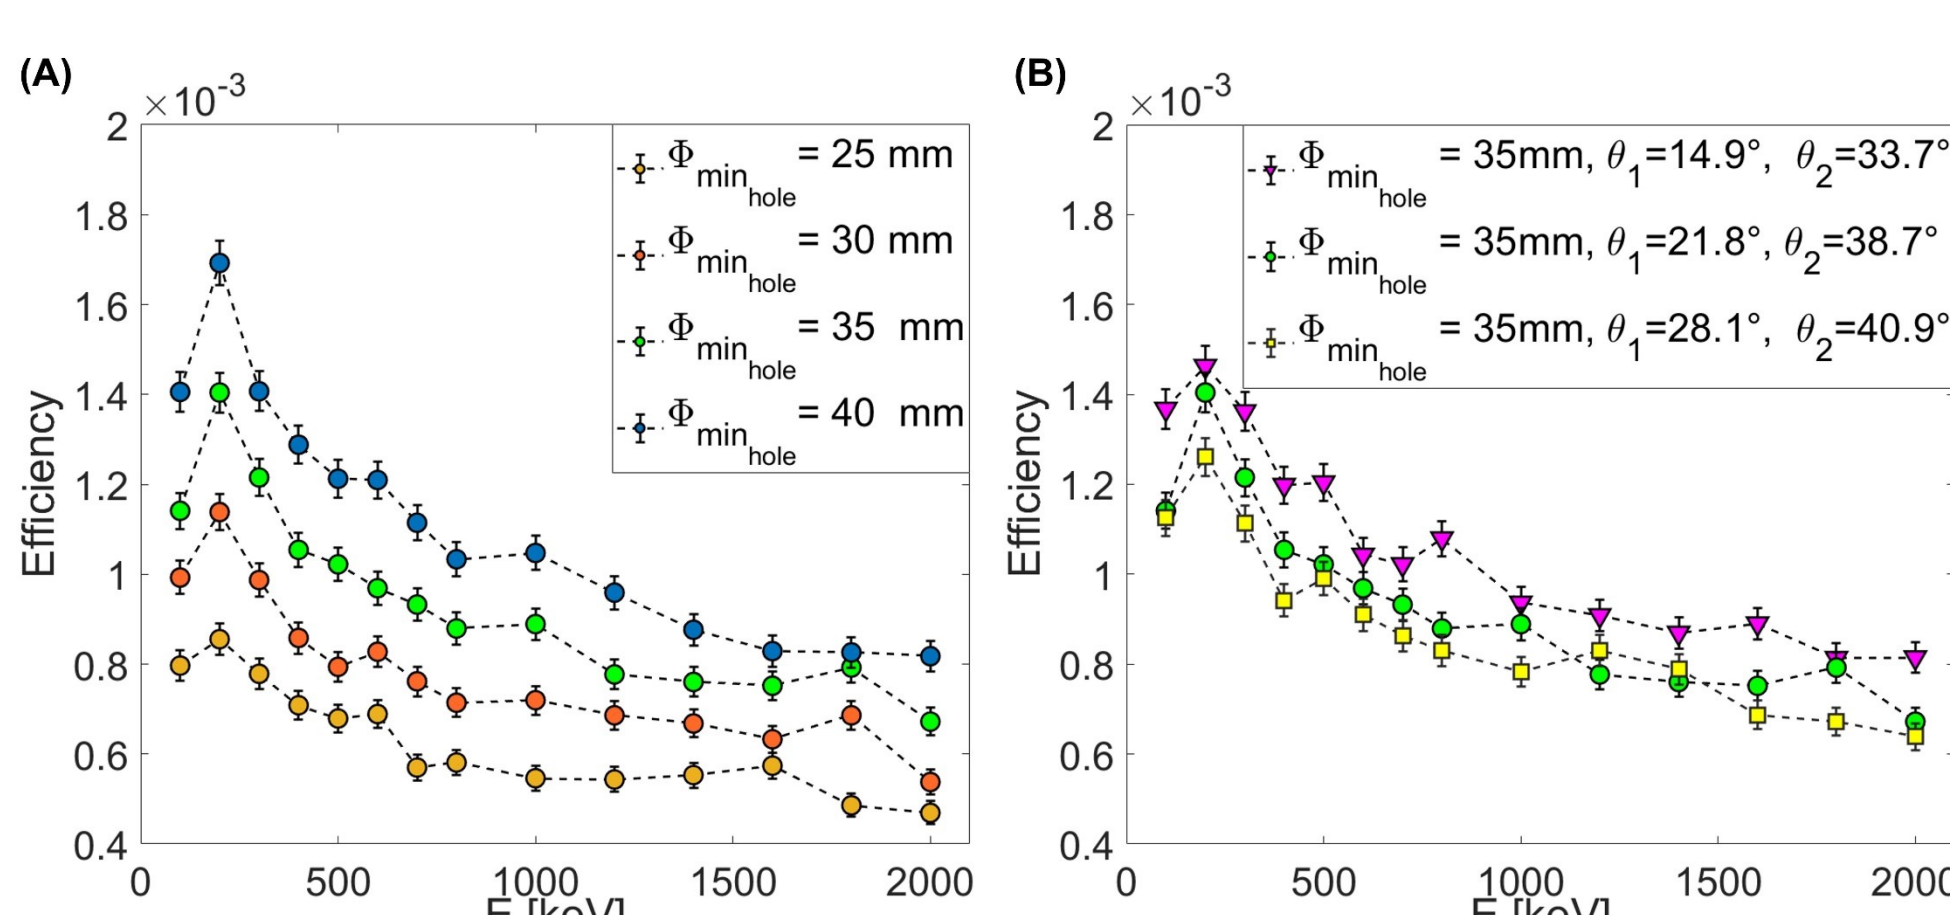 (A)
×10-3
2
1.8
1.6
1.4
1.2
1
0.8
0.6
0.4
Efficiency
0 500 1000 1500 2000
E [keV]
Φminhole = 25 mm
Φminhole = 30 mm
Φminhole = 35 mm
Φminhole = 40 mm
(B)
×10-3
2
1.8
1.6
1.4
1.2
1
0.8
0.6
0.4
Efficiency
0 500 1000 1500 2000
E [keV]
Φminhole = 35mm, θ1=14.9°, θ2=33.7°
Φminhole = 35mm, θ1=21.8°, θ2=38.7°
Φminhole = 35mm, θ1=28.1°, θ2=40.9°